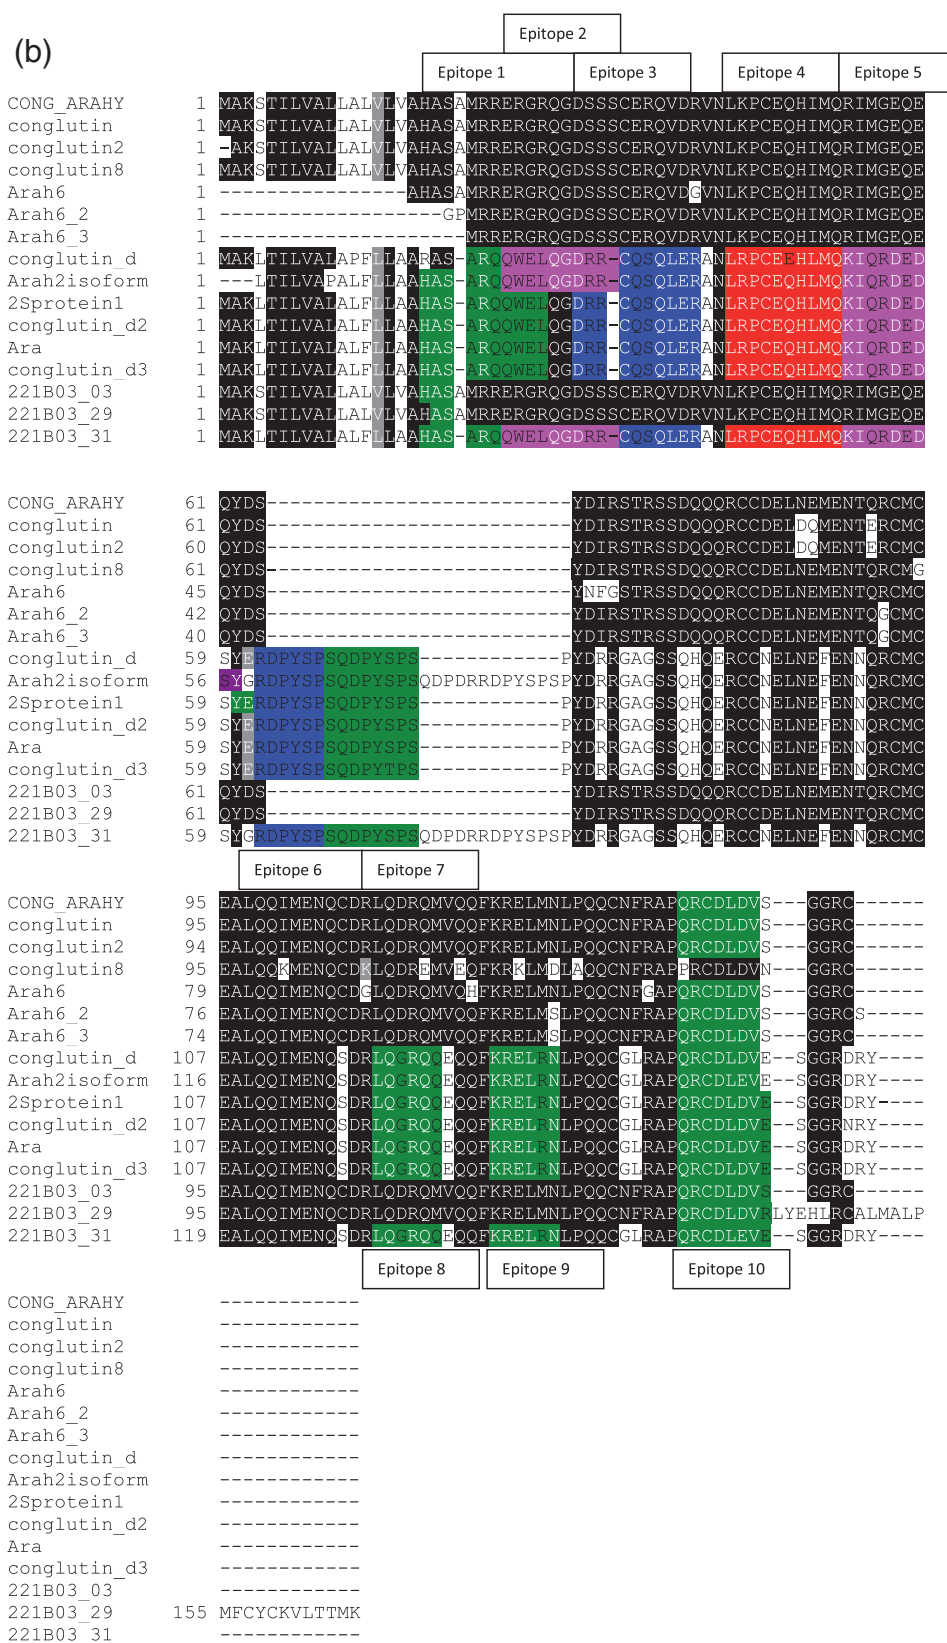 (b)
Epitope 2
Epitope 1 Epitope 3 Epitope 4 Epitope 5
CONG_ARAHY 1 MAKSTILVALLALVLVAHASAMRRERGRQGDSSSCERQVDRVNLKPCEQHIMQRIMGEQE
conglutin 1 MAKSTILVALLALVLVAHASAMRRERGRQGDSSSCERQVDRVNLKPCEQHIMQRIMGEQE
conglutin2 1 -AKSTILVALLALVLVAHASAMRRERGRQGDSSSCERQVDRVNLKPCEQHIMQRIMGEQE
conglutin8 1 MAKSTILVALLALVLVAHASAMRRERGRQGDSSSCERQVDRVNLKPCEQHIMQRIMGEQE
Arah6 1 ----------------AHASAMRRERGRQGDSSSCERQVDGVNLKPCEQHIMQRIMGEQE
Arah6_2 1 -------------------GPMRRERGRQGDSSSCERQVDRVNLKPCEQHIMQRIMGEQE
Arah6_3 1 ---------------------MRRERGRQGDSSSCERQVDRVNLKPCEQHIMQRIMGEQE
conglutin_d 1 MAKLTILVALAPFLLAARAS-ARQQWELQGDRR-CQSQLERANLRPCEEHLMQKIQRDED
Arah2isoform 1 ---LTILVAPALFLLAAHAS-ARQQWELQGDRR-CQSQLERANLRPCEQHLMQKIQRDED
2Sprotein1 1 MAKLTILVALALFLLAAHAS-ARQQWELQGDRR-CQSQLERANLRPCEQHLMQKIQRDED
conglutin_d2 1 MAKLTILVALALFLLAAHAS-ARQQWELQGDRR-CQSQLERANLRPCEQHLMQKIQRDED
Ara 1 MAKLTILVALALFLLAAHAS-ARQQWELQGDRR-CQSQLERANLRPCEQHLMQKIQRDED
conglutin_d3 1 MAKLTILVALALFLLAAHAS-ARQQWELQGDRR-CQSQLERANLRPCEQHLMQKIQRDED
221B03_03 1 MAKSTILVALLALVLVAHASAMRRERGRQGDSSSCERQVDRVNLKPCEQHIMQRIMGEQE
221B03_29 1 MAKSTILVALLALVLVAHASAMRRERGRQGDSSSCERQVDRVNLKPCEQHIMQRIMGEQE
221B03_31 1 MAKLTILVALALFLLAAHAS-ARQQWELQGDRR-CQSQLERANLRPCEQHLMQKIQRDED
CONG_ARAHY 61 QYDS--------------------------YDIRSTRSSDQQQRCCDELNEMENTQRCMC
conglutin 61 QYDS--------------------------YDIRSTRSSDQQQRCCDELDQMENTERCMC
conglutin2 60 QYDS--------------------------YDIRSTRSSDQQQRCCDELDQMENTERCMC
conglutin8 61 QYDS--------------------------YDIRSTRSSDQQQRCCDELNEMENTQRCMG
Arah6 45 QYDS--------------------------YNFGSTRSSDQQQRCCDELNEMENTQRCMC
Arah6_2 42 QYDS--------------------------YDIRSTRSSDQQQRCCDELNEMENTQGCMC
Arah6_3 40 QYDS--------------------------YDIRSTRSSDQQQRCCDELNEMENTQGCMC
conglutin_d 59 SYERDPYSPSQDPYSPS------------PYDRRGAGSSQHQERCCNELNEFENNQRCMC
Arah2isoform 56 SYGRDPYSPSQDPYSPSQDPDRRDPYSPSPYDRRGAGSSQHQERCCNELNEFENNQRCMC
2Sprotein1 59 SYERDPYSPSQDPYSPS------------PYDRRGAGSSQHQERCCNELNEFENNQRCMC
conglutin_d2 59 SYERDPYSPSQDPYSPS------------PYDRRGAGSSQHQERCCNELNEFENNQRCMC
Ara 59 SYERDPYSPSQDPYSPS------------PYDRRGAGSSQHQERCCNELNEFENNQRCMC
conglutin_d3 59 SYERDPYSPSQDPYTPS------------PYDRRGAGSSQHQERCCNELNEFENNQRCMC
221B03_03 61 QYDS--------------------------YDIRSTRSSDQQQRCCDELNEMENTQRCMC
221B03_29 61 QYDS--------------------------YDIRSTRSSDQQQRCCDELNEMENTQRCMC
221B03_31 59 SYGRDPYSPSQDPYSPSQDPDRRDPYSPSPYDRRGAGSSQHQERCCNELNEFENNQRCMC
Epitope 6 Epitope 7
CONG_ARAHY 95 EALQQIMENQCDRLQDRQMVQQFKRELMNLPQQCNFRAPQRCDLDVS---GGRC------
conglutin 95 EALQQIMENQCDRLQDRQMVQQFKRELMNLPQQCNFRAPQRCDLDVS---GGRC------
conglutin2 94 EALQQIMENQCDRLQDRQMVQQFKRELMNLPQQCNFRAPQRCDLDVS---GGRC------
conglutin8 95 EALQQKMENQCDKLQDREMVEQFKRKLMDLAQQCNFRAPPRCDLDVN---GGRC------
Arah6 79 EALQQIMENQCDGLQDRQMVQHFKRELMNLPQQCNFGAPQRCDLDVS---GGRC------
Arah6_2 76 EALQQIMENQCDRLQDRQMVQQFKRELMSLPQQCNFRAPQRCDLDVS---GGRCS-----
Arah6_3 74 EALQQIMENQCDRLQDRQMVQQFKRELMSLPQQCNFRAPQRCDLDVS---GGRC------
conglutin_d 107 EALQQIMENQSDRLQGRQQEQQFKRELRNLPQQCGLRAPQRCDLDVE--SGGRDRY----
Arah2isoform 116 EALQQIMENQSDRLQGRQQEQQFKRELRNLPQQCGLRAPQRCDLEVE--SGGRDRY----
2Sprotein1 107 EALQQIMENQSDRLQGRQQEQQFKRELRNLPQQCGLRAPQRCDLDVE--SGGRDRY----
conglutin_d2 107 EALQQIMENQSDRLQGRQQEQQFKRELRNLPQQCGLRAPQRCDLDVE--SGGRNRY----
Ara 107 EALQQIMENQSDRLQGRQQEQQFKRELRNLPQQCGLRAPQRCDLDVE--SGGRDRY----
conglutin_d3 107 EALQQIMENQSDRLQGRQQEQQFKRELRNLPQQCGLRAPQRCDLDVE--SGGRDRY----
221B03_03 95 EALQQIMENQCDRLQDRQMVQQFKRELMNLPQQCNFRAPQRCDLDVS---GGRC------
221B03_29 95 EALQQIMENQCDRLQDRQMVQQFKRELMNLPQQCNFRAPQRCDLDVRLYEHLRCALMALP
221B03_31 119 EALQQIMENQSDRLQGRQQEQQFKRELRNLPQQCGLRAPQRCDLEVE--SGGRDRY----
Epitope 8 Epitope 9 Epitope 10
CONG_ARAHY ------------
conglutin ------------
conglutin2 ------------
conglutin8 ------------
Arah6 ------------
Arah6_2 ------------
Arah6_3 ------------
conglutin_d ------------
Arah2isoform ------------
2Sprotein1 ------------
conglutin_d2 ------------
Ara ------------
conglutin_d3 ------------
221B03_03 ------------
221B03_29 155 MFCYCKVLTTMK
221B03_31 ------------